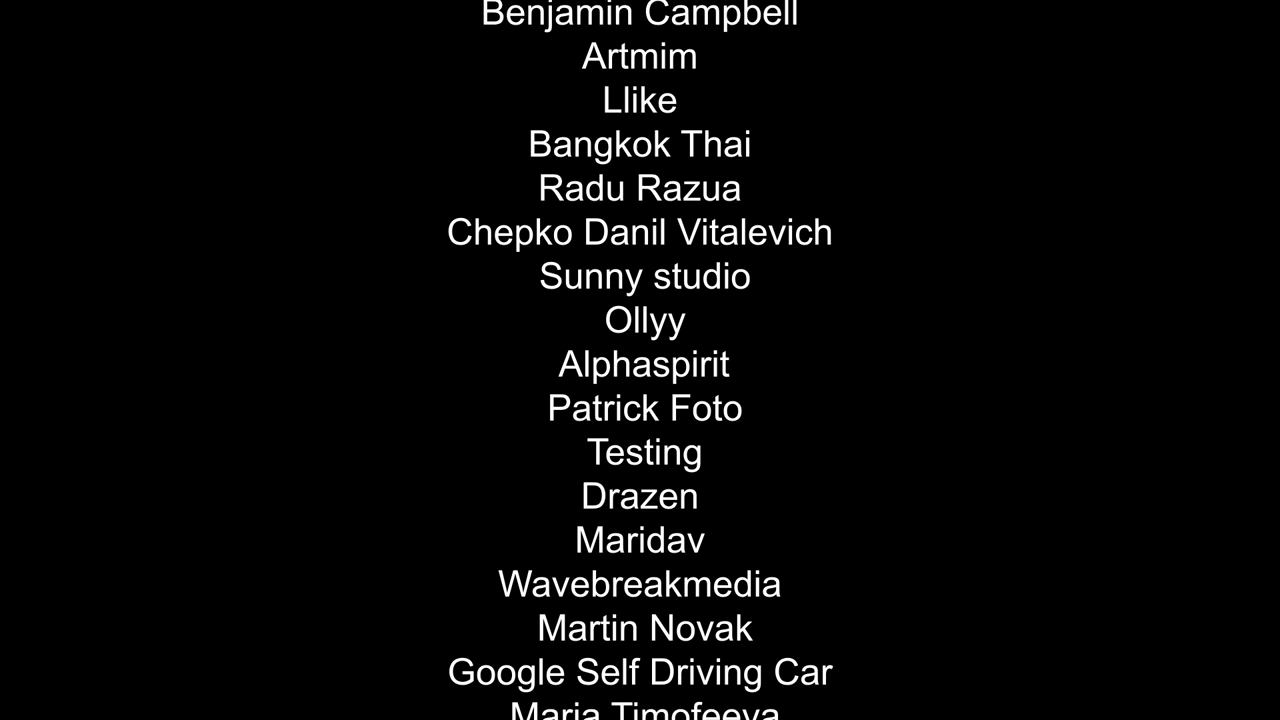 Benjamin Campbell
Artmim
Llike
Bangkok Thai
Radu Razua
Chepko Danil Vitalevich
Sunny studio
Ollyy
Alphaspirit
Patrick Foto
Testing
Drazen
Maridav
Wavebreakmedia
Martin Novak
Google Self Driving Car
Maria Timofeeva